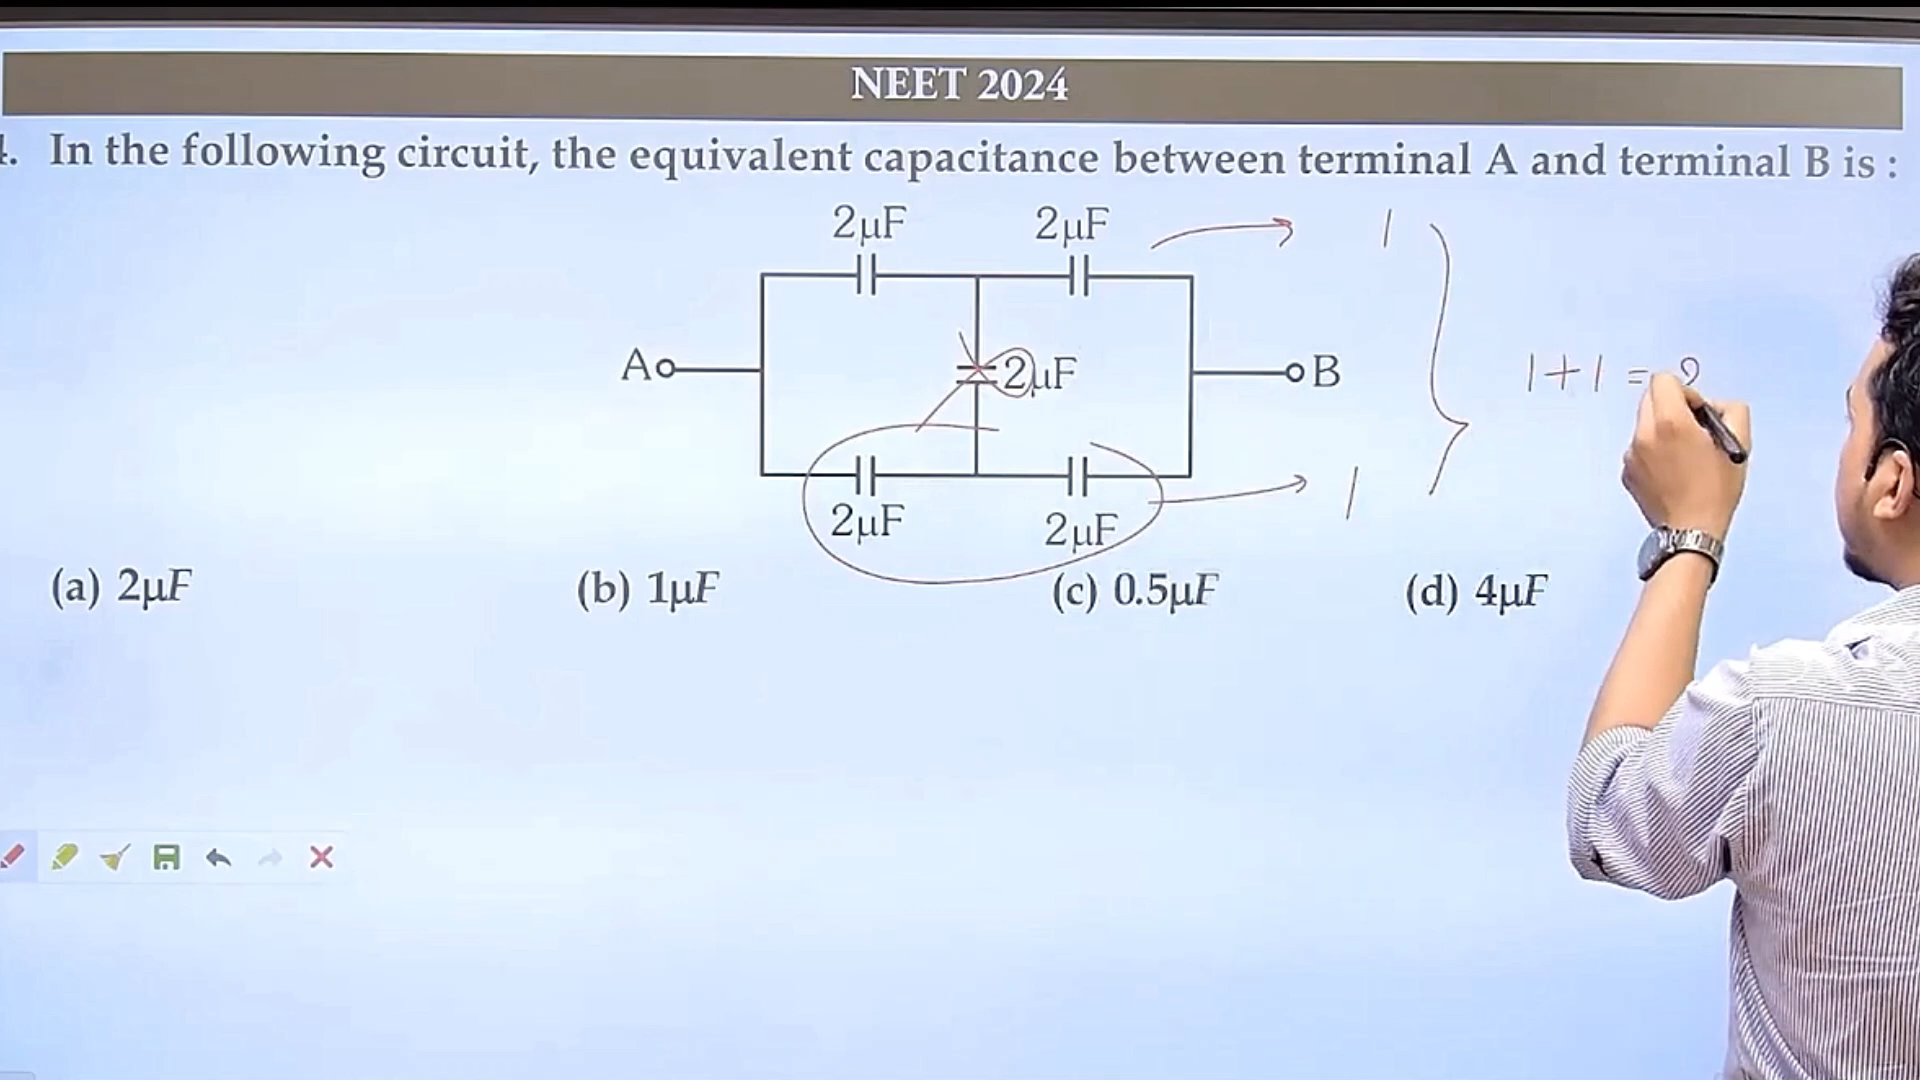 NEET 2024
. In the following circuit, the equivalent capacitance between terminal A and terminal B is :
2µF 2µF 1
A 2µF B 1+1 = 2
2µF 2µF 1
(a) 2µF (b) 1µF (c) 0.5µF (d) 4µF